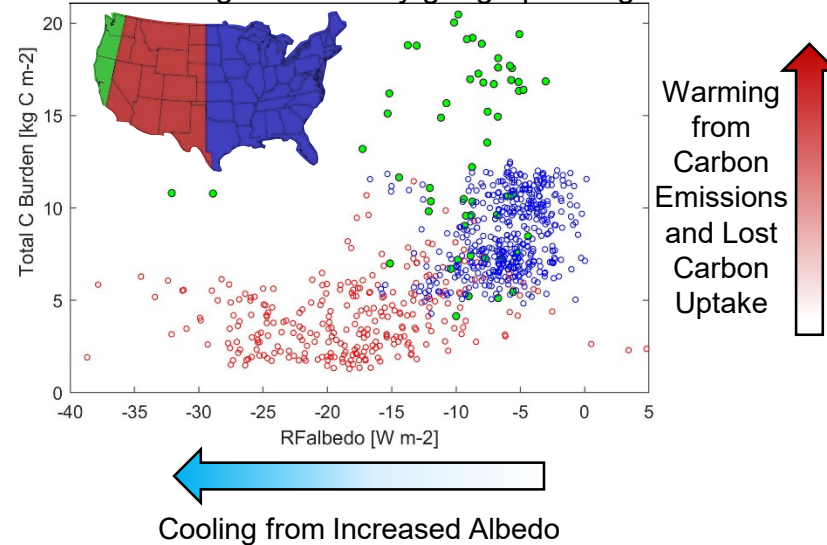 Total C Burden [kg C m-2]
20
15
10
5
0
-40 -35 -30 -25 -20 -15 -10 -5 0 5
RFalbedo [W m-2]
Warming
from
Carbon
Emissions
and Lost
Carbon
Uptake
Cooling from Increased Albedo